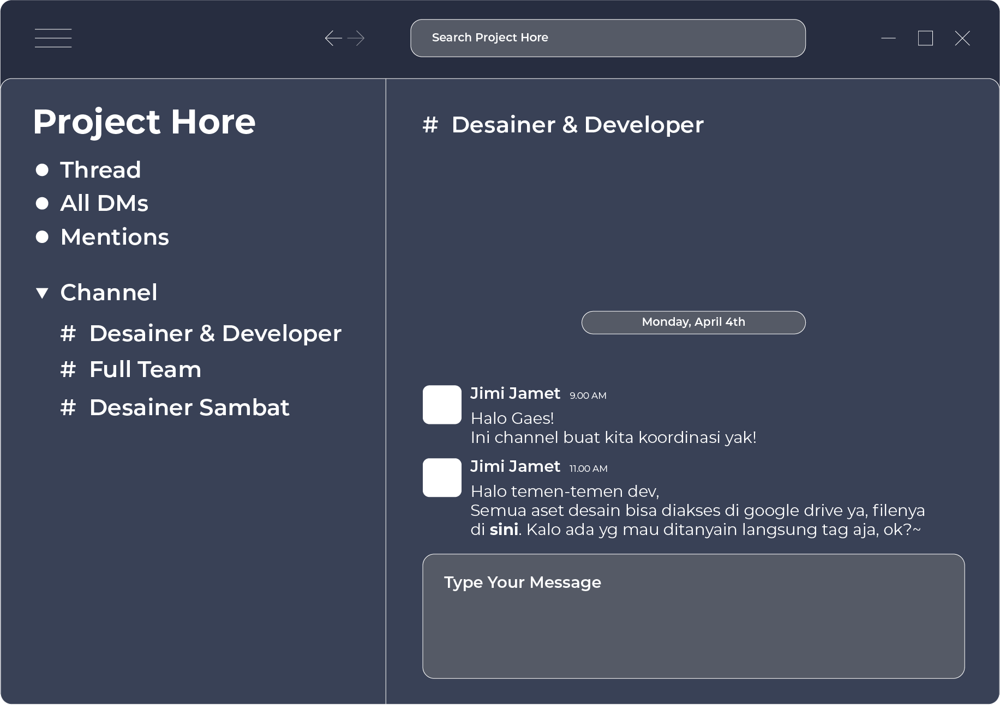 Search Project Hore
Project Hore
Thread
All DMs
Mentions
Channel
# Desainer & Developer
# Full Team
# Desainer Sambat
# Desainer & Developer
Monday, April 4th
Jimi Jamet 9.00 AM
Halo Gaes!
Ini channel buat kita koordinasi yak!
Jimi Jamet 11.00 AM
Halo temen-temen dev,
Semua aset desain bisa diakses di google drive ya, filenya
di sini. Kalo ada yg mau ditanyain langsung tag aja, ok?~
Type Your Message